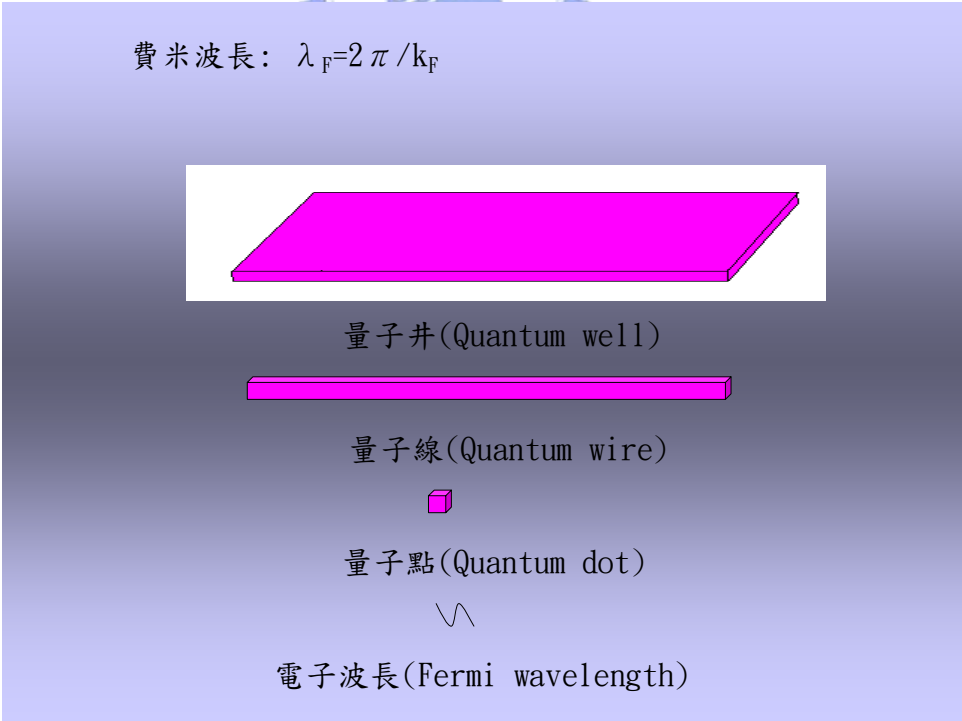 費米波長: λF=2π/kF
量子井(Quantum well)
量子線(Quantum wire)
量子點(Quantum dot)
電子波長(Fermi wavelength)